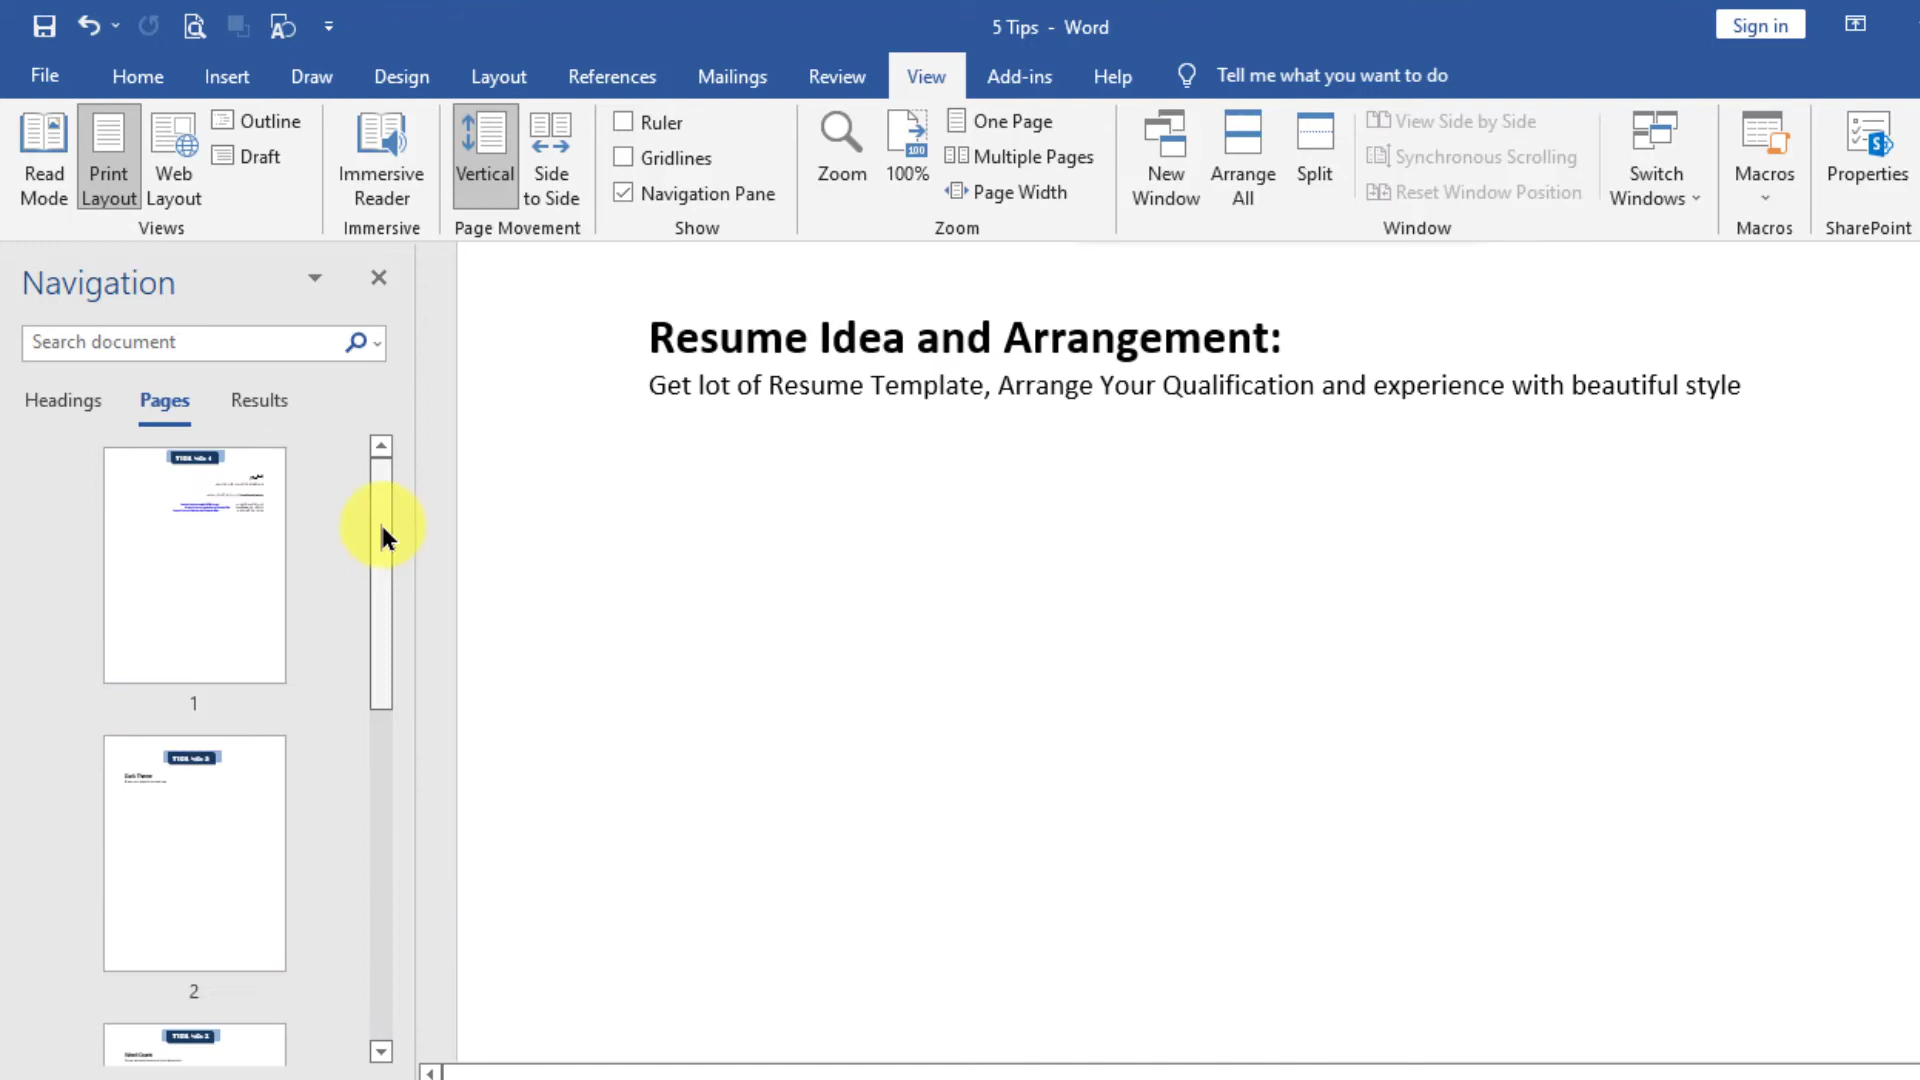 5 Tips - Word
Sign in
File Home Insert Draw Design Layout References Mailings Review View Add-ins Help Tell me what you want to do
Read Mode
Print Layout
Web Layout
Outline
Draft
Views
Immersive Reader
Immersive
Vertical
Side to Side
Page Movement
Ruler
Gridlines
Navigation Pane
Show
Zoom
100%
One Page
Multiple Pages
Page Width
Zoom
New Window
Arrange All
Split
View Side by Side
Synchronous Scrolling
Reset Window Position
Switch Windows
Window
Macros
Macros
Properties
SharePoint
Navigation
Search document
Headings Pages Results
1
2
Resume Idea and Arrangement:
Get lot of Resume Template, Arrange Your Qualification and experience with beautiful style